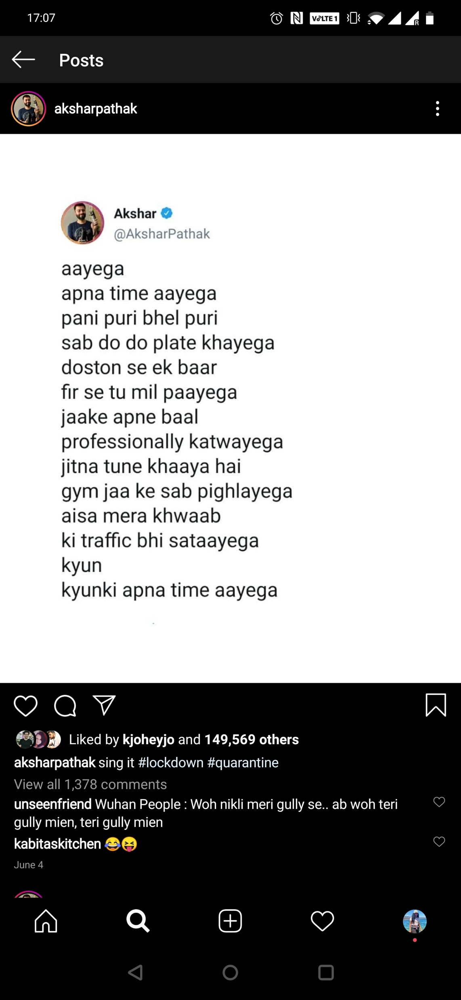 17:07
VoLTE 1
R
Posts
aksharpathak
Akshar
@AksharPathak
aayega
apna time aayega
pani puri bhel puri
sab do do plate khayega
doston se ek baar
fir se tu mil paayega
jaake apne baal
professionally katwayega
jitna tune khaaya hai
gym jaa ke sab pighlayega
aisa mera khwaab
ki traffic bhi sataayega
kyun
kyunki apna time aayega
Liked by kjoheyjo and 149,569 others
aksharpathak sing it #lockdown #quarantine
View all 1,378 comments
unseenfriend Wuhan People : Woh nikli meri gully se.. ab woh teri
gully mien, teri gully mien
kabitaskitchen 😂😝
June 4